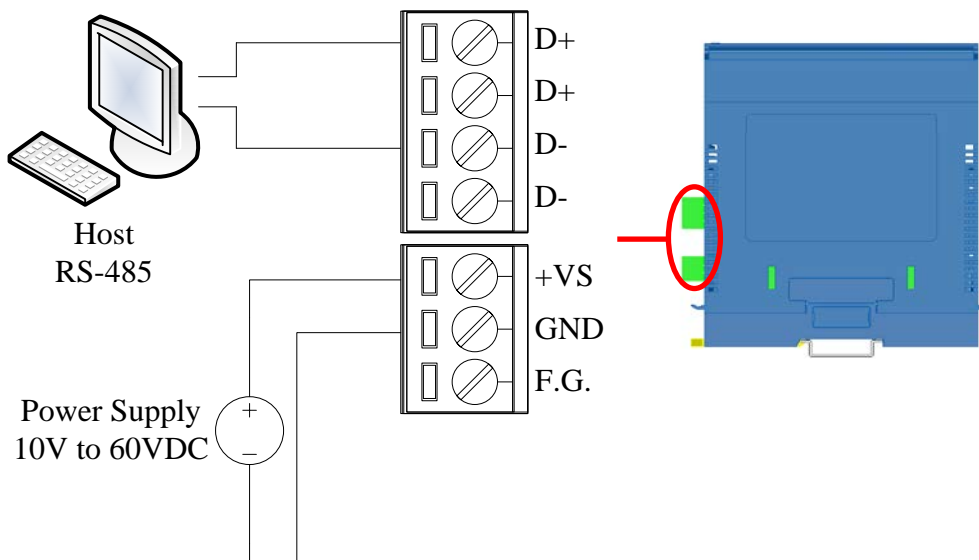 D+
D+
D-
D-
Host
RS-485
+VS
GND
F.G.
Power Supply
10V to 60VDC
+
−